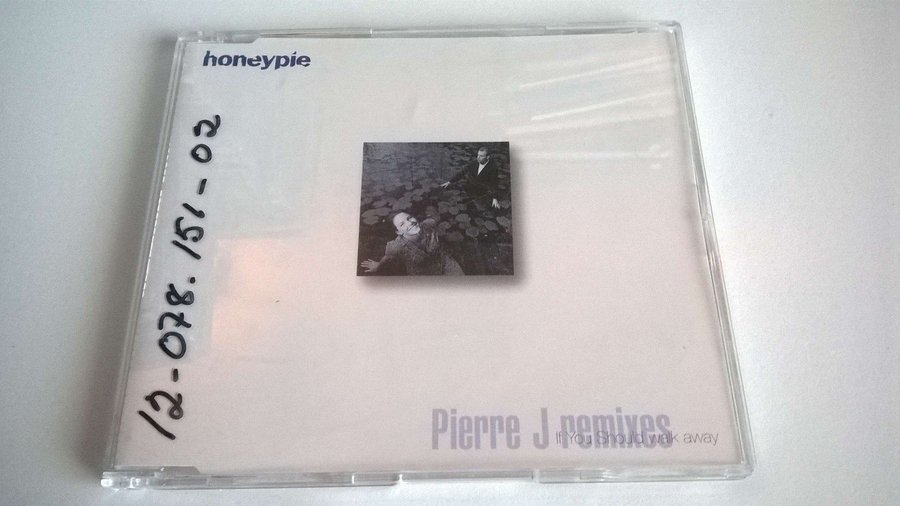 honeypie
12-078.151-02
Pierre J remixes
If You Should walk away